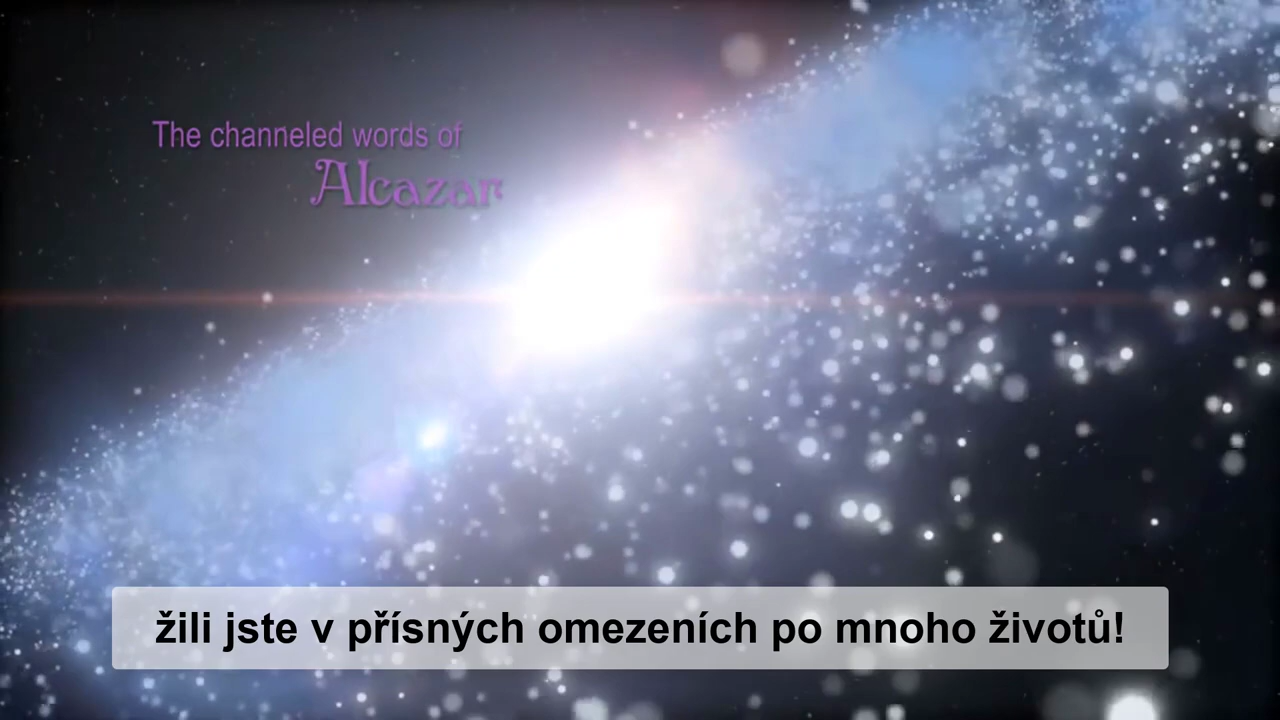 The channeled words of
Alcazar
žili jste v přísných omezeních po mnoho životů!